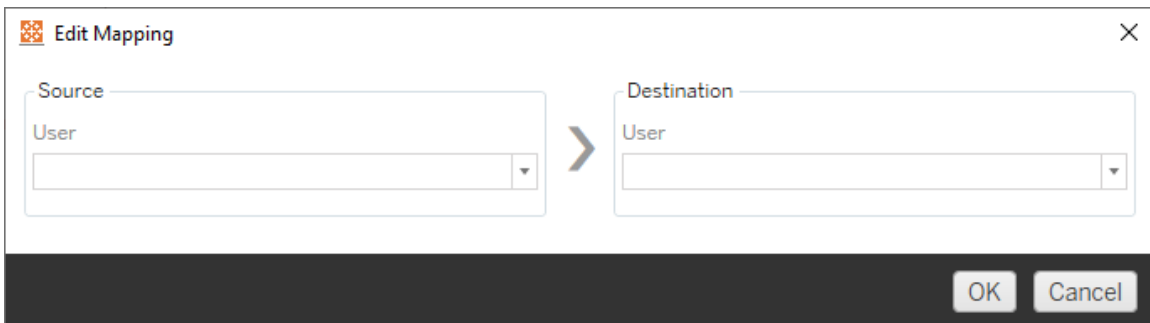 Edit Mapping
Source
User
Destination
User
OK
Cancel